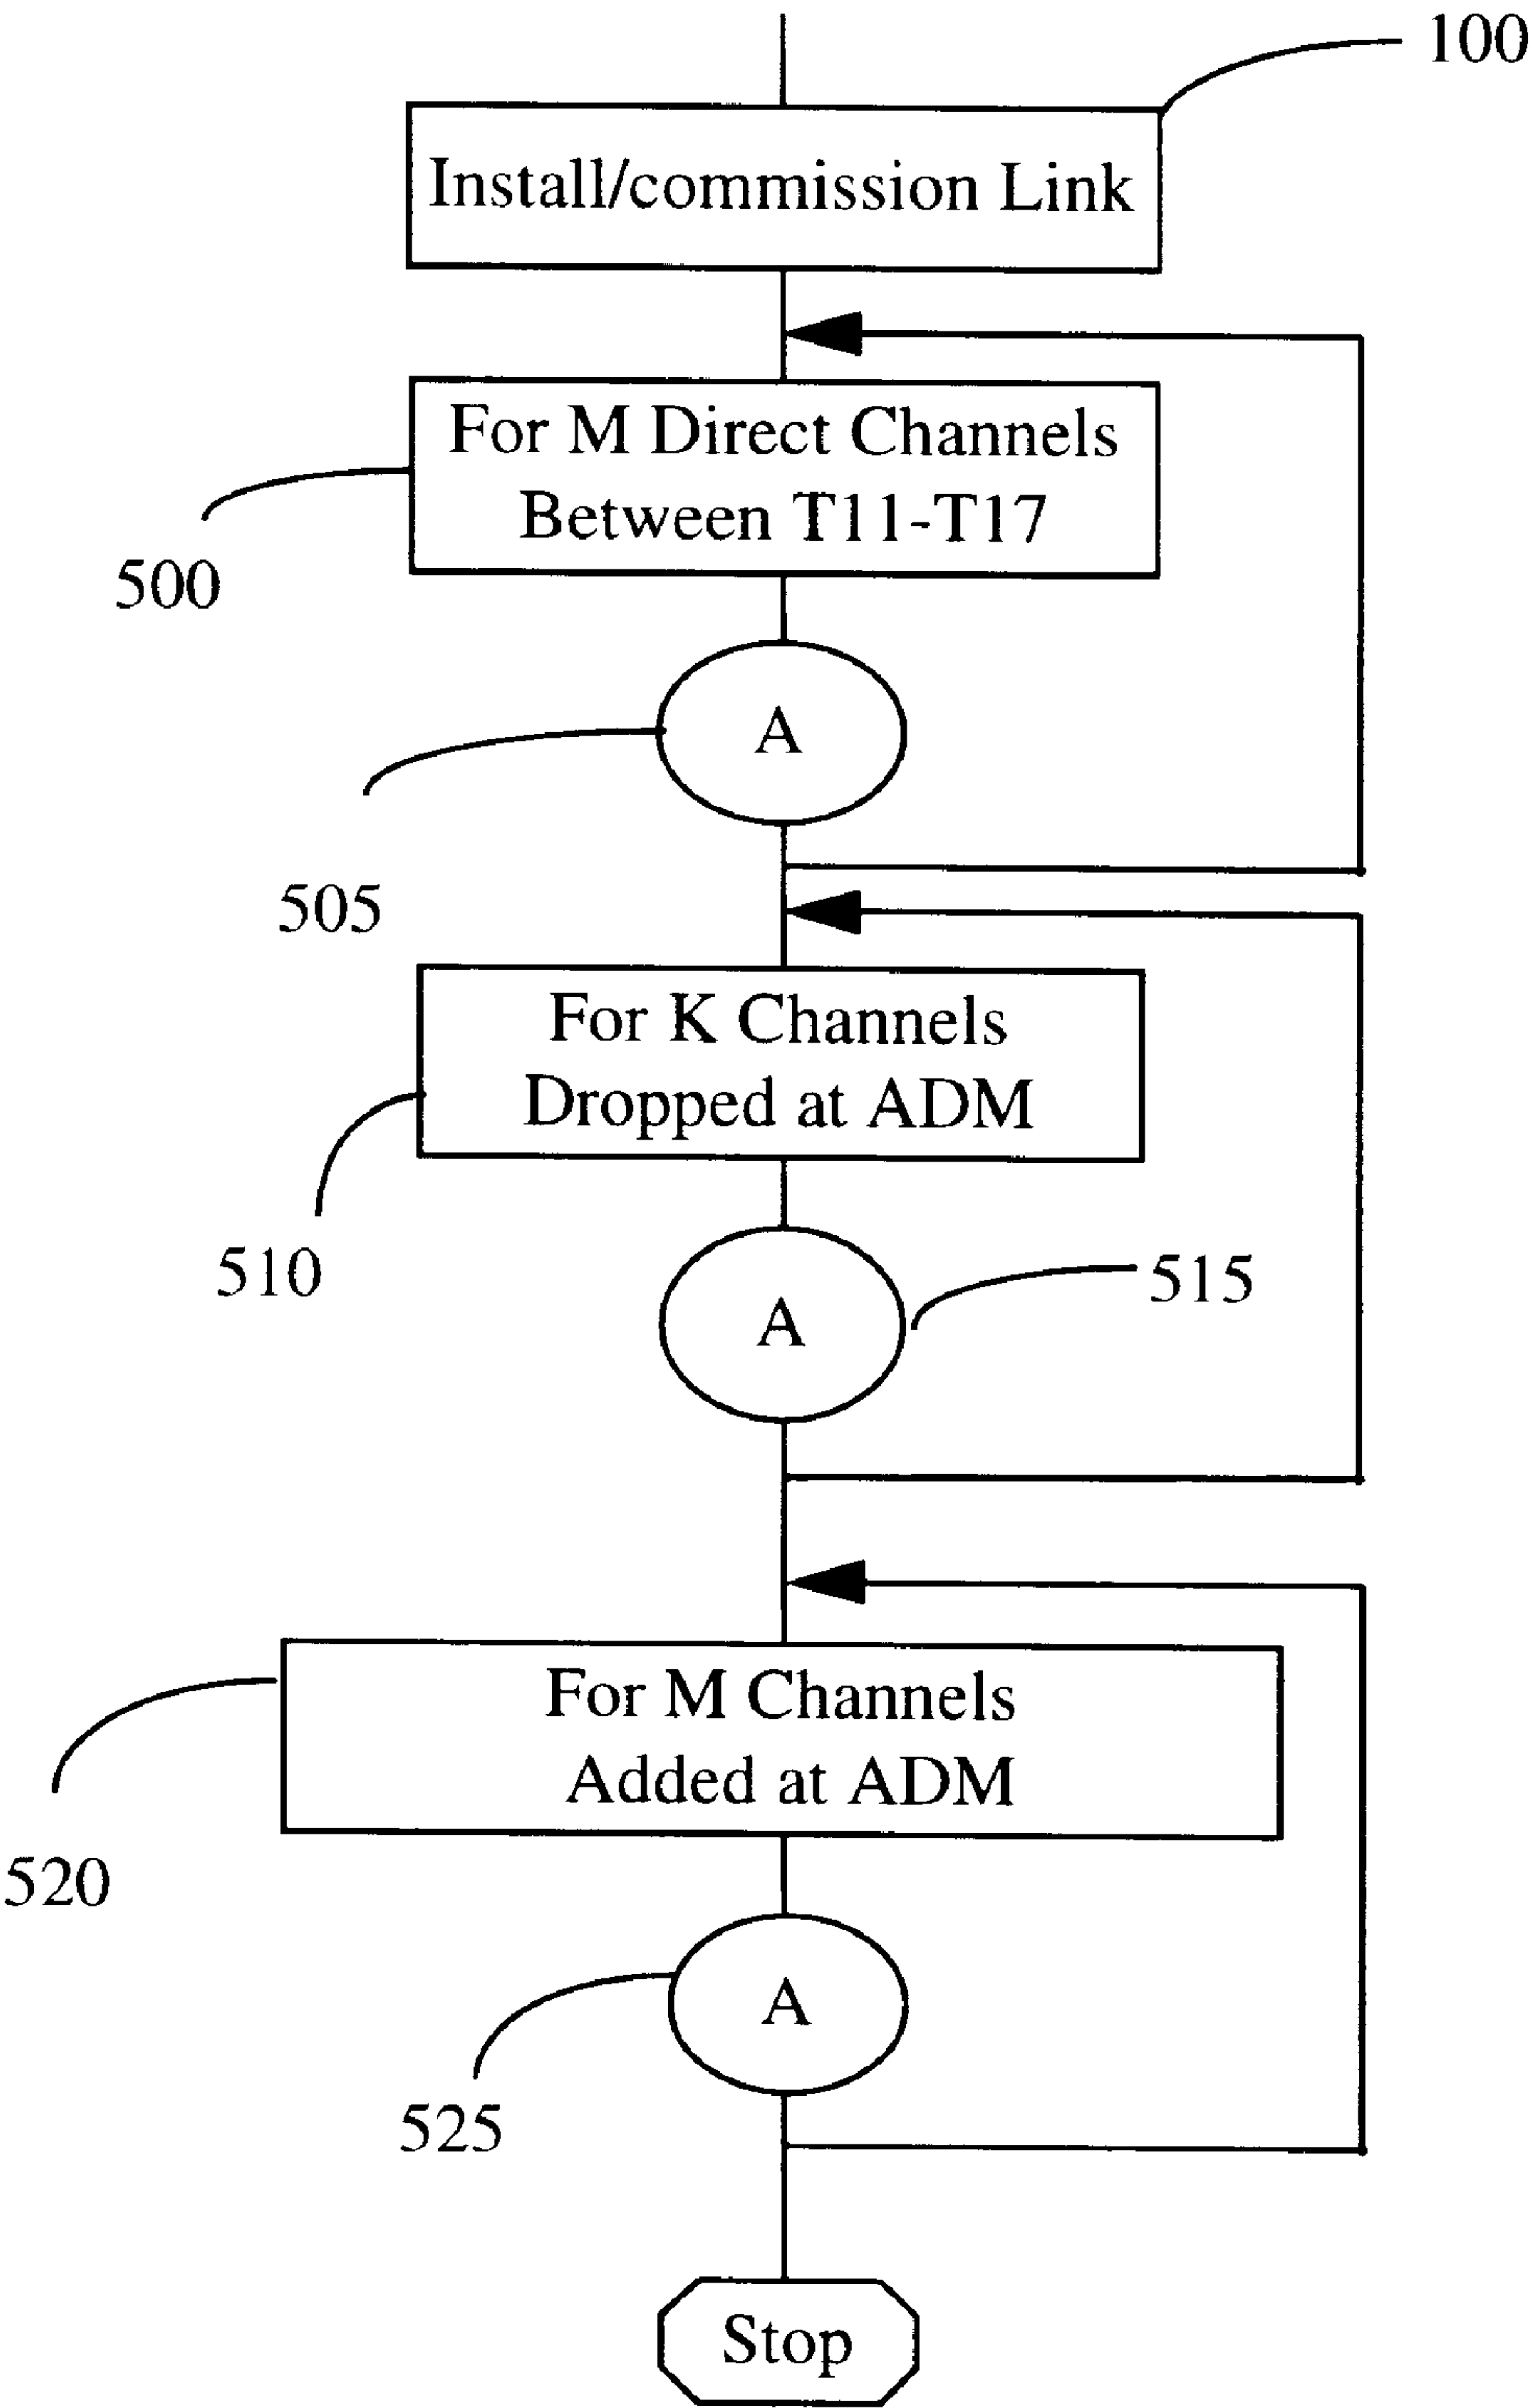 100
Install/commission Link
For M Direct Channels
Between T11-T17
500
A
505
For K Channels
Dropped at ADM
510
515
A
For M Channels
Added at ADM
520
A
525
Stop